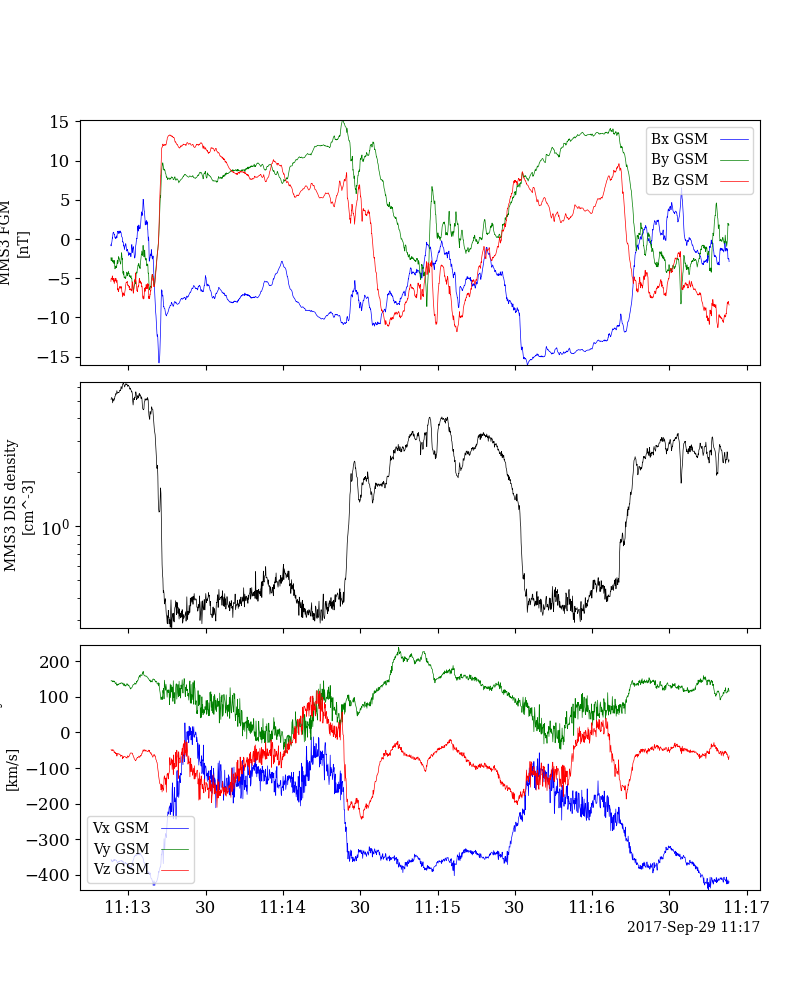 15
10
5
0
−5
−10
−15
MMS3 FGM
[nT]
Bx GSM
By GSM
Bz GSM
10^0
MMS3 DIS density
[cm^-3]
200
100
0
−100
−200
−300
−400
[km/s]
Vx GSM
Vy GSM
Vz GSM
11:13 30 11:14 30 11:15 30 11:16 30 11:17
2017-Sep-29 11:17